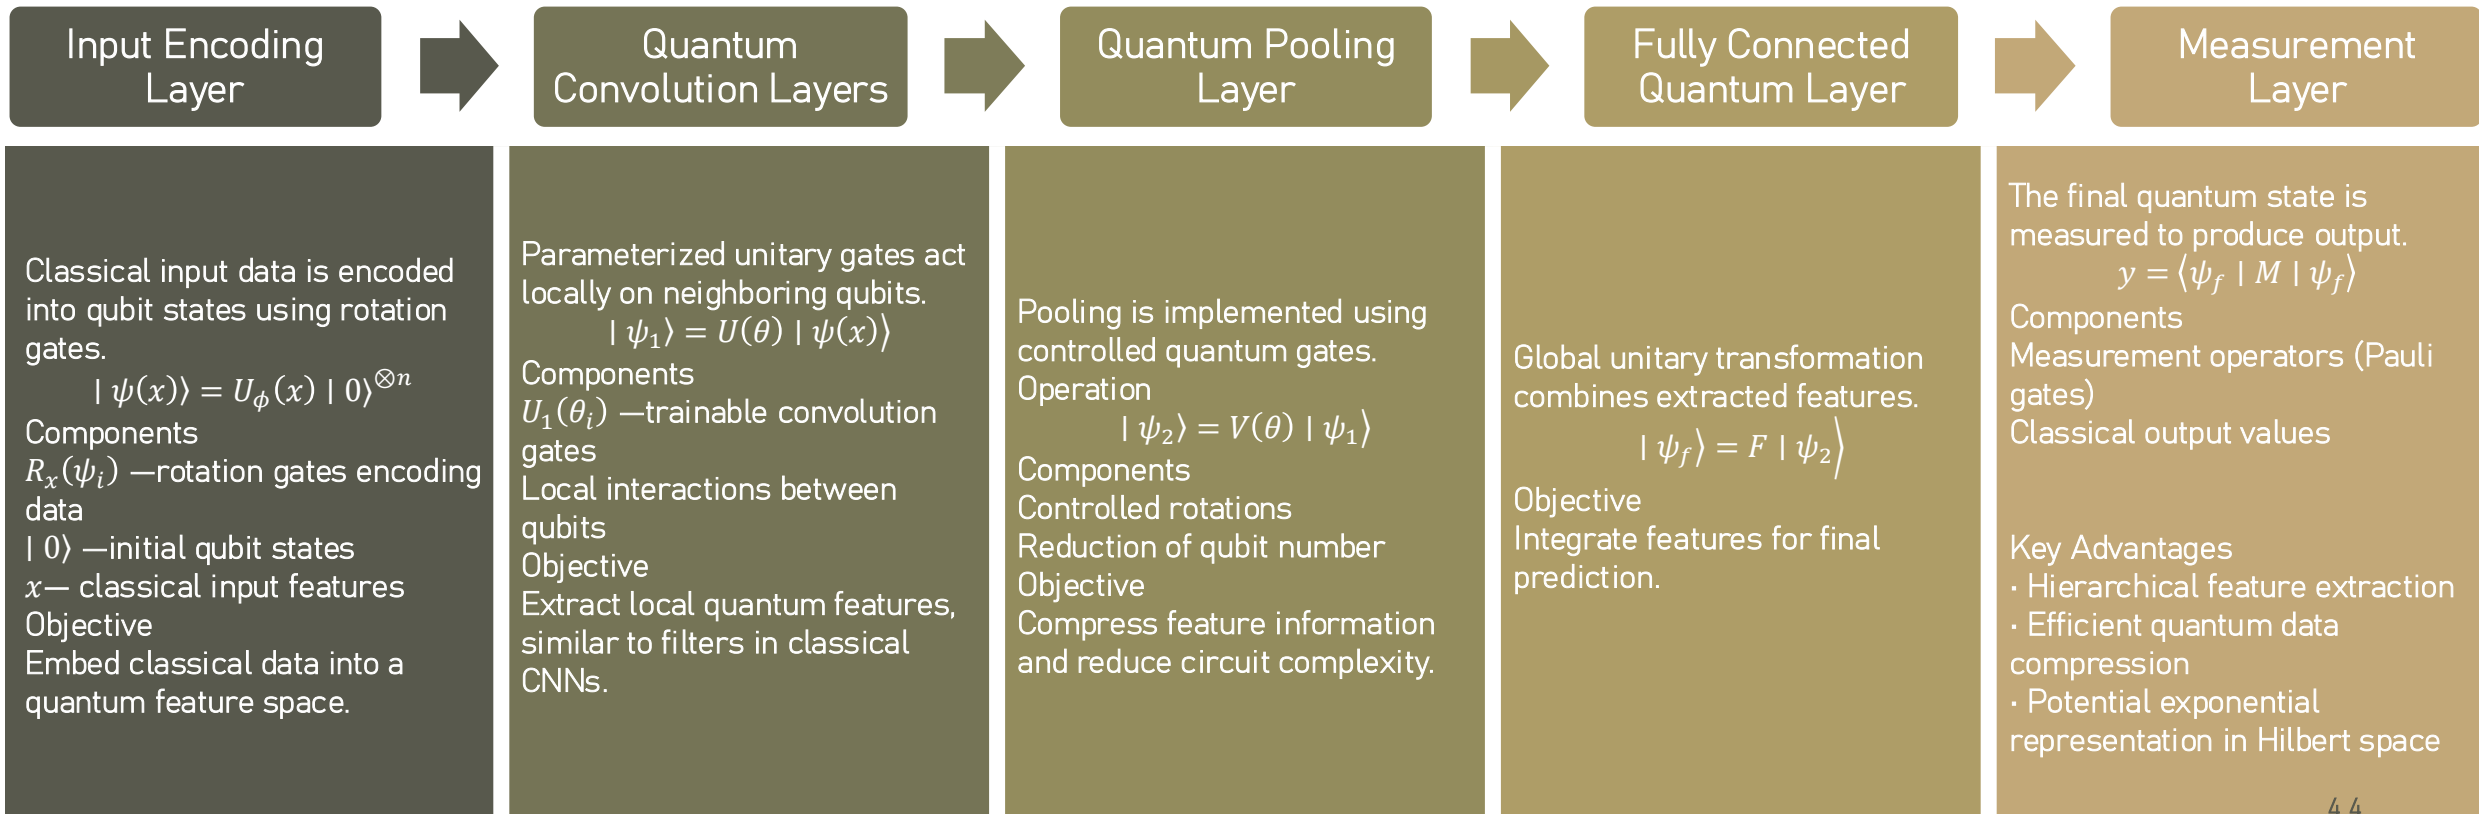 Input Encoding
Layer
Quantum
Convolution Layers
Quantum Pooling
Layer
Fully Connected
Quantum Layer
Measurement
Layer
Classical input data is encoded
into qubit states using rotation
gates.
| ψ(x)⟩ = U_ϕ(x) | 0⟩^⊗n
Components
R_x(ψ_i) —rotation gates encoding
data
| 0⟩ —initial qubit states
x— classical input features
Objective
Embed classical data into a
quantum feature space.
Parameterized unitary gates act
locally on neighboring qubits.
| ψ_1⟩ = U(θ) | ψ(x)⟩
Components
U_1(θ_i) —trainable convolution
gates
Local interactions between
qubits
Objective
Extract local quantum features,
similar to filters in classical
CNNs.
Pooling is implemented using
controlled quantum gates.
Operation
| ψ_2⟩ = V(θ) | ψ_1⟩
Components
Controlled rotations
Reduction of qubit number
Objective
Compress feature information
and reduce circuit complexity.
Global unitary transformation
combines extracted features.
| ψ_f⟩ = F | ψ_2⟩
Objective
Integrate features for final
prediction.
The final quantum state is
measured to produce output.
y = ⟨ψ_f | M | ψ_f⟩
Components
Measurement operators (Pauli
gates)
Classical output values
Key Advantages
· Hierarchical feature extraction
· Efficient quantum data
compression
· Potential exponential
representation in Hilbert space
44